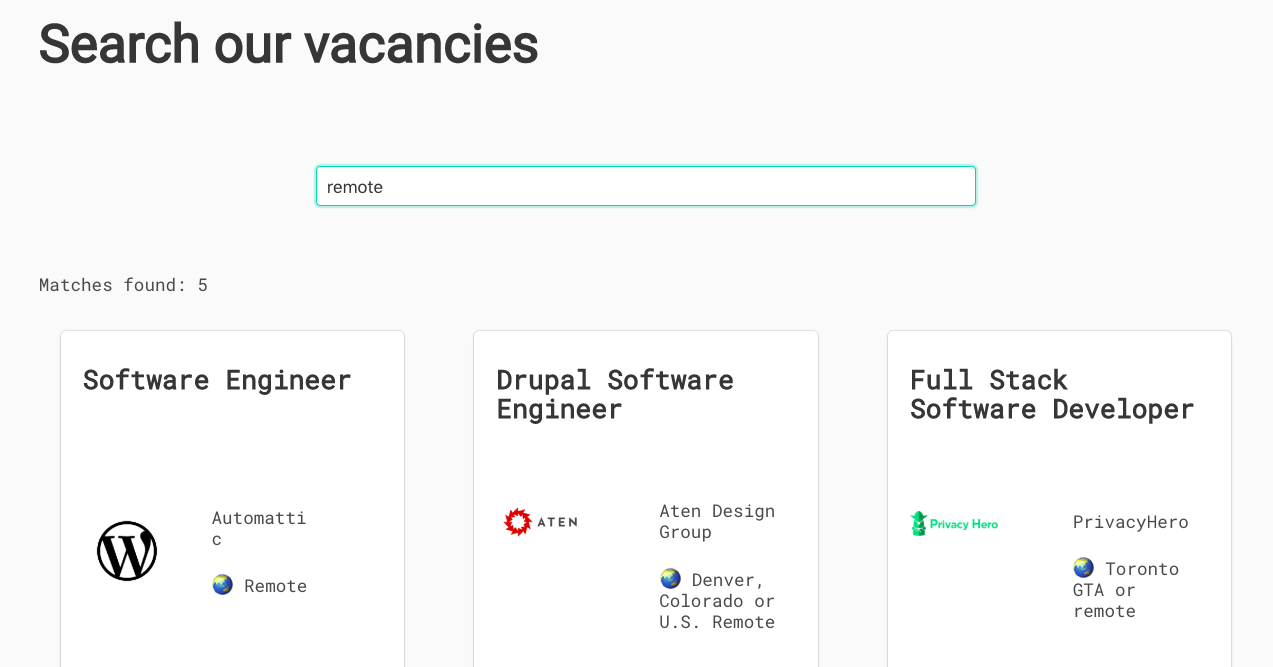 Search our vacancies
remote
Matches found: 5
Software Engineer
Automatti
c
🌏 Remote
Drupal Software
Engineer
ATEN
Aten Design
Group
🌏 Denver,
Colorado or
U.S. Remote
Full Stack
Software Developer
Privacy Hero
PrivacyHero
🌏 Toronto
GTA or
remote